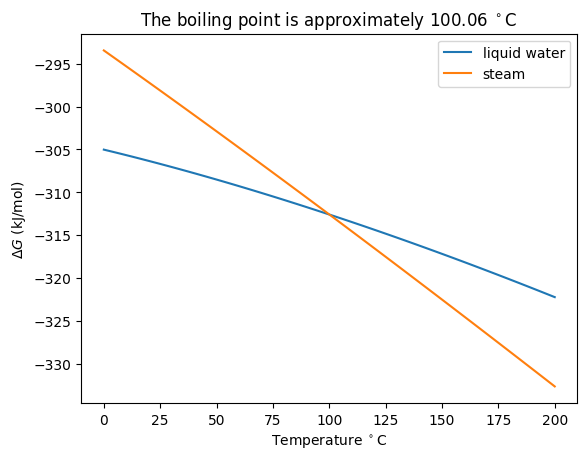 The boiling point is approximately 100.06 °C
liquid water
steam
−295
−300
−305
−310
−315
−320
−325
−330
ΔG (kJ/mol)
0 25 50 75 100 125 150 175 200
Temperature °C